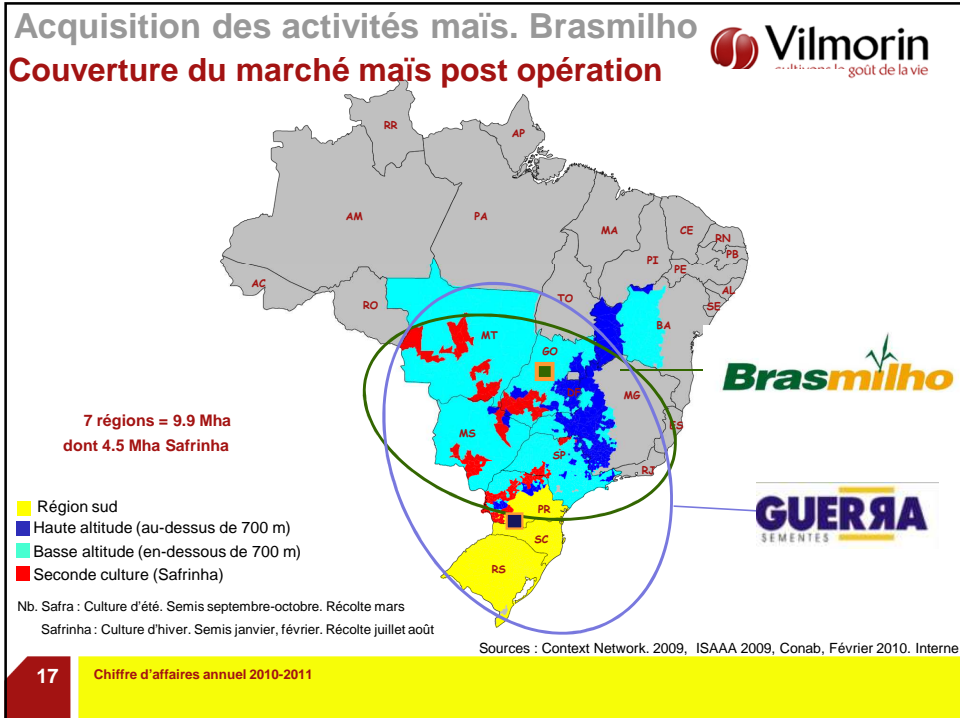 Acquisition des activités maïs. Brasmilho
Couverture du marché maïs post opération
Vilmorin
cultivons le goût de la vie
RR
AP
AM
PA
MA
CE
RN
PB
PI
PE
AL
SE
AC
RO
TO
BA
MT
GO
DF
MG
ES
MS
SP
RJ
PR
SC
RS
Brasmilho
GUERRA
SEMENTES
7 régions = 9.9 Mha
dont 4.5 Mha Safrinha
Région sud
Haute altitude (au-dessus de 700 m)
Basse altitude (en-dessous de 700 m)
Seconde culture (Safrinha)
Nb. Safra : Culture d'été. Semis septembre-octobre. Récolte mars
Safrinha : Culture d'hiver. Semis janvier, février. Récolte juillet août
Sources : Context Network. 2009, ISAAA 2009, Conab, Février 2010. Interne
17
Chiffre d'affaires annuel 2010-2011